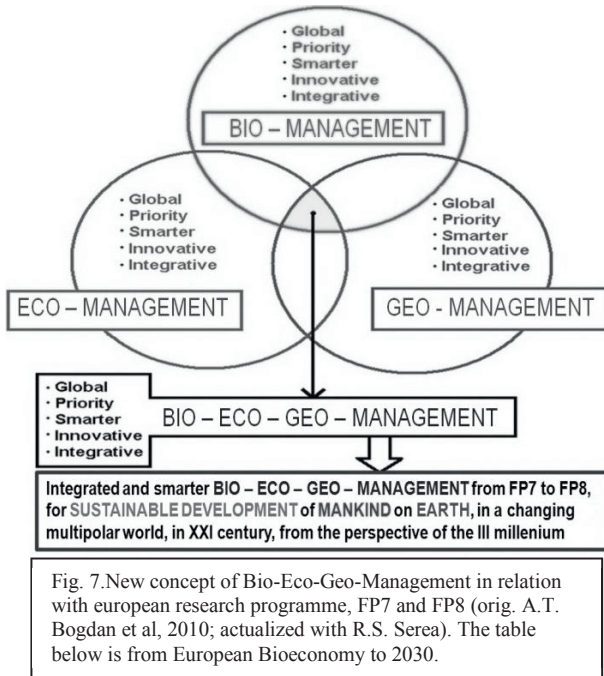 · Global
· Priority
· Smarter
· Innovative
· Integrative
BIO – MANAGEMENT
· Global
· Priority
· Smarter
· Innovative
· Integrative
ECO – MANAGEMENT
· Global
· Priority
· Smarter
· Innovative
· Integrative
GEO - MANAGEMENT
· Global
· Priority
· Smarter
· Innovative
· Integrative
BIO – ECO – GEO – MANAGEMENT
Integrated and smarter BIO – ECO – GEO – MANAGEMENT from FP7 to FP8,
for SUSTAINABLE DEVELOPMENT of MANKIND on EARTH, in a changing
multipolar world, in XXI century, from the perspective of the III millenium
Fig. 7.New concept of Bio-Eco-Geo-Management in relation
with european research programme, FP7 and FP8 (orig. A.T.
Bogdan et al, 2010; actualized with R.S. Serea). The table
below is from European Bioeconomy to 2030.